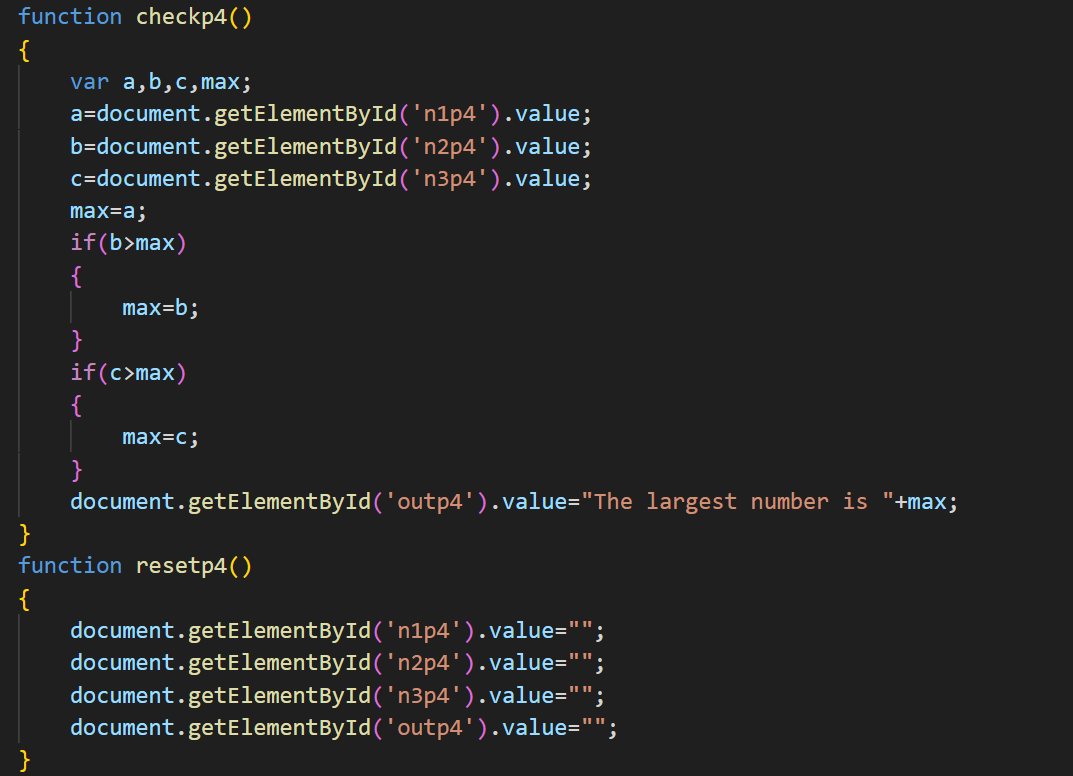 function checkp4()
{
    var a,b,c,max;
    a=document.getElementById('n1p4').value;
    b=document.getElementById('n2p4').value;
    c=document.getElementById('n3p4').value;
    max=a;
    if(b>max)
    {
        max=b;
    }
    if(c>max)
    {
        max=c;
    }
    document.getElementById('outp4').value="The largest number is "+max;
}
function resetp4()
{
    document.getElementById('n1p4').value="";
    document.getElementById('n2p4').value="";
    document.getElementById('n3p4').value="";
    document.getElementById('outp4').value="";
}